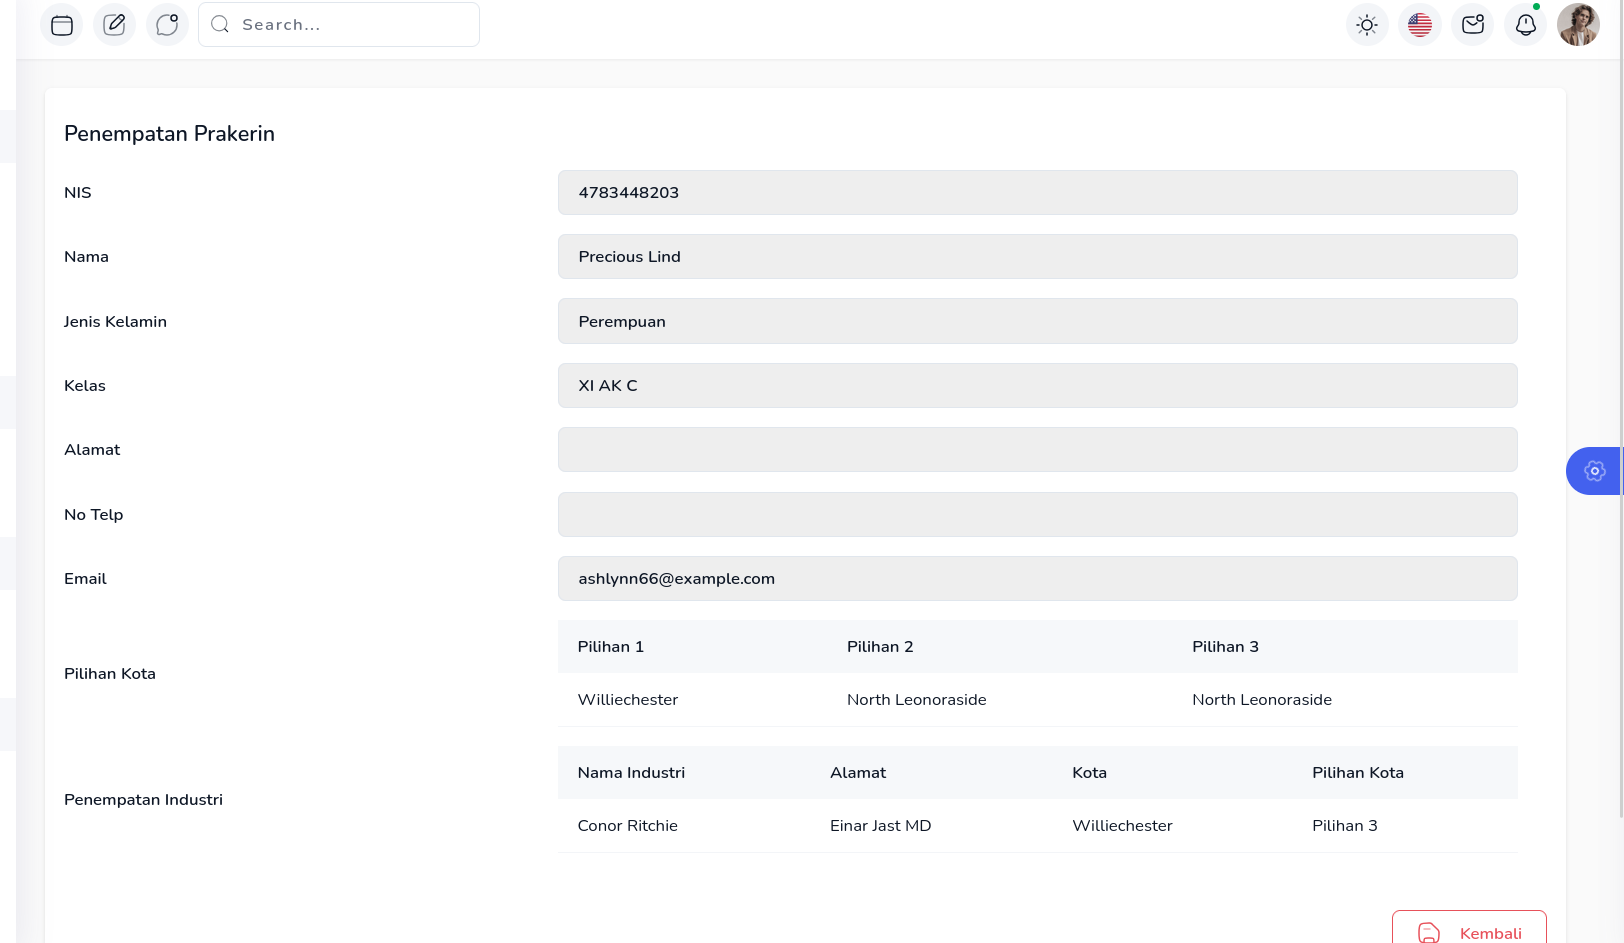 Search...
Penempatan Prakerin
NIS
4783448203
Nama
Precious Lind
Jenis Kelamin
Perempuan
Kelas
XI AK C
Alamat
No Telp
Email
ashlynn66@example.com
Pilihan Kota
Pilihan 1 Pilihan 2 Pilihan 3
Williechester North Leonoraside North Leonoraside
Penempatan Industri
Nama Industri Alamat Kota Pilihan Kota
Conor Ritchie Einar Jast MD Williechester Pilihan 3
Kembali